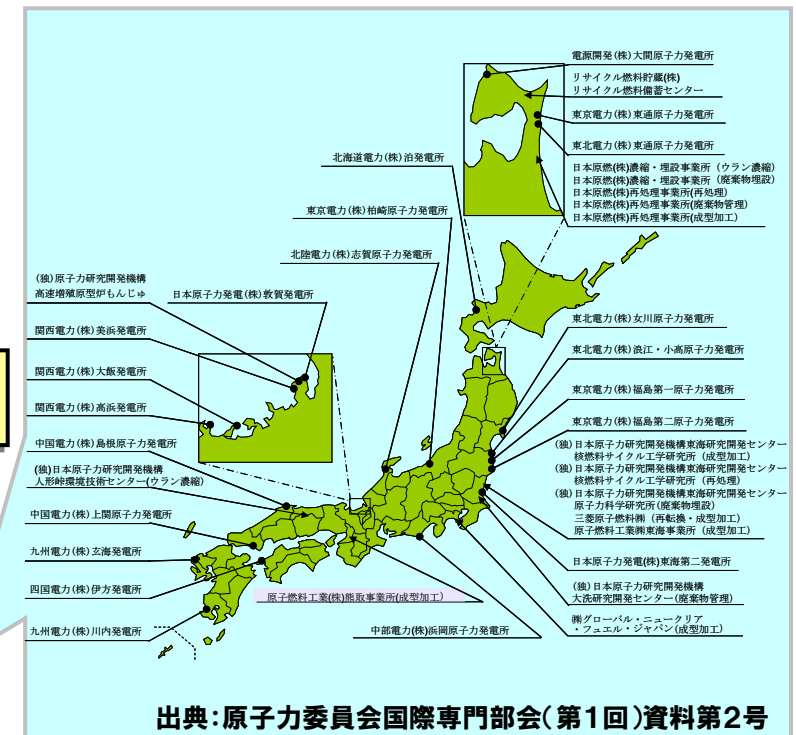 電源開発(株)大間原子力発電所
リサイクル燃料貯蔵(株)
リサイクル燃料備蓄センター
東京電力(株)東通原子力発電所
東北電力(株)東通原子力発電所
日本原燃(株)濃縮・埋設事業所(ウラン濃縮)
日本原燃(株)濃縮・埋設事業所(廃棄物埋設)
日本原燃(株)再処理事業所(再処理)
日本原燃(株)再処理事業所(廃棄物管理)
日本原燃(株)再処理事業所(成型加工)
北海道電力(株)泊発電所
東京電力(株)柏崎原子力発電所
北陸電力(株)志賀原子力発電所
(独)原子力研究開発機構
高速増殖原型炉もんじゅ
日本原子力発電(株)敦賀発電所
関西電力(株)美浜発電所
関西電力(株)大飯発電所
関西電力(株)高浜発電所
中国電力(株)島根原子力発電所
(独)日本原子力研究開発機構
人形峠環境技術センター(ウラン濃縮)
中国電力(株)上関原子力発電所
九州電力(株)玄海発電所
四国電力(株)伊方発電所
九州電力(株)川内発電所
東北電力(株)女川原子力発電所
東北電力(株)浪江・小高原子力発電所
東京電力(株)福島第一原子力発電所
東京電力(株)福島第二原子力発電所
(独)日本原子力研究開発機構東海研究開発センター
核燃料サイクル工学研究所(成型加工)
(独)日本原子力研究開発機構東海研究開発センター
核燃料サイクル工学研究所(再処理)
(独)日本原子力研究開発機構東海研究開発センター
原子力科学研究所(廃棄物埋設)
三菱原子燃料㈱(再転換・成型加工)
原子燃料工業㈱東海事業所(成型加工)
日本原子力発電(株)東海第二発電所
(独)日本原子力研究開発機構
大洗研究開発センター(廃棄物管理)
㈱グローバル・ニュークリア
・フュエル・ジャパン(成型加工)
原子燃料工業(株)熊取事業所(成型加工)
中部電力(株)浜岡原子力発電所
出典:原子力委員会国際専門部会(第1回)資料第2号